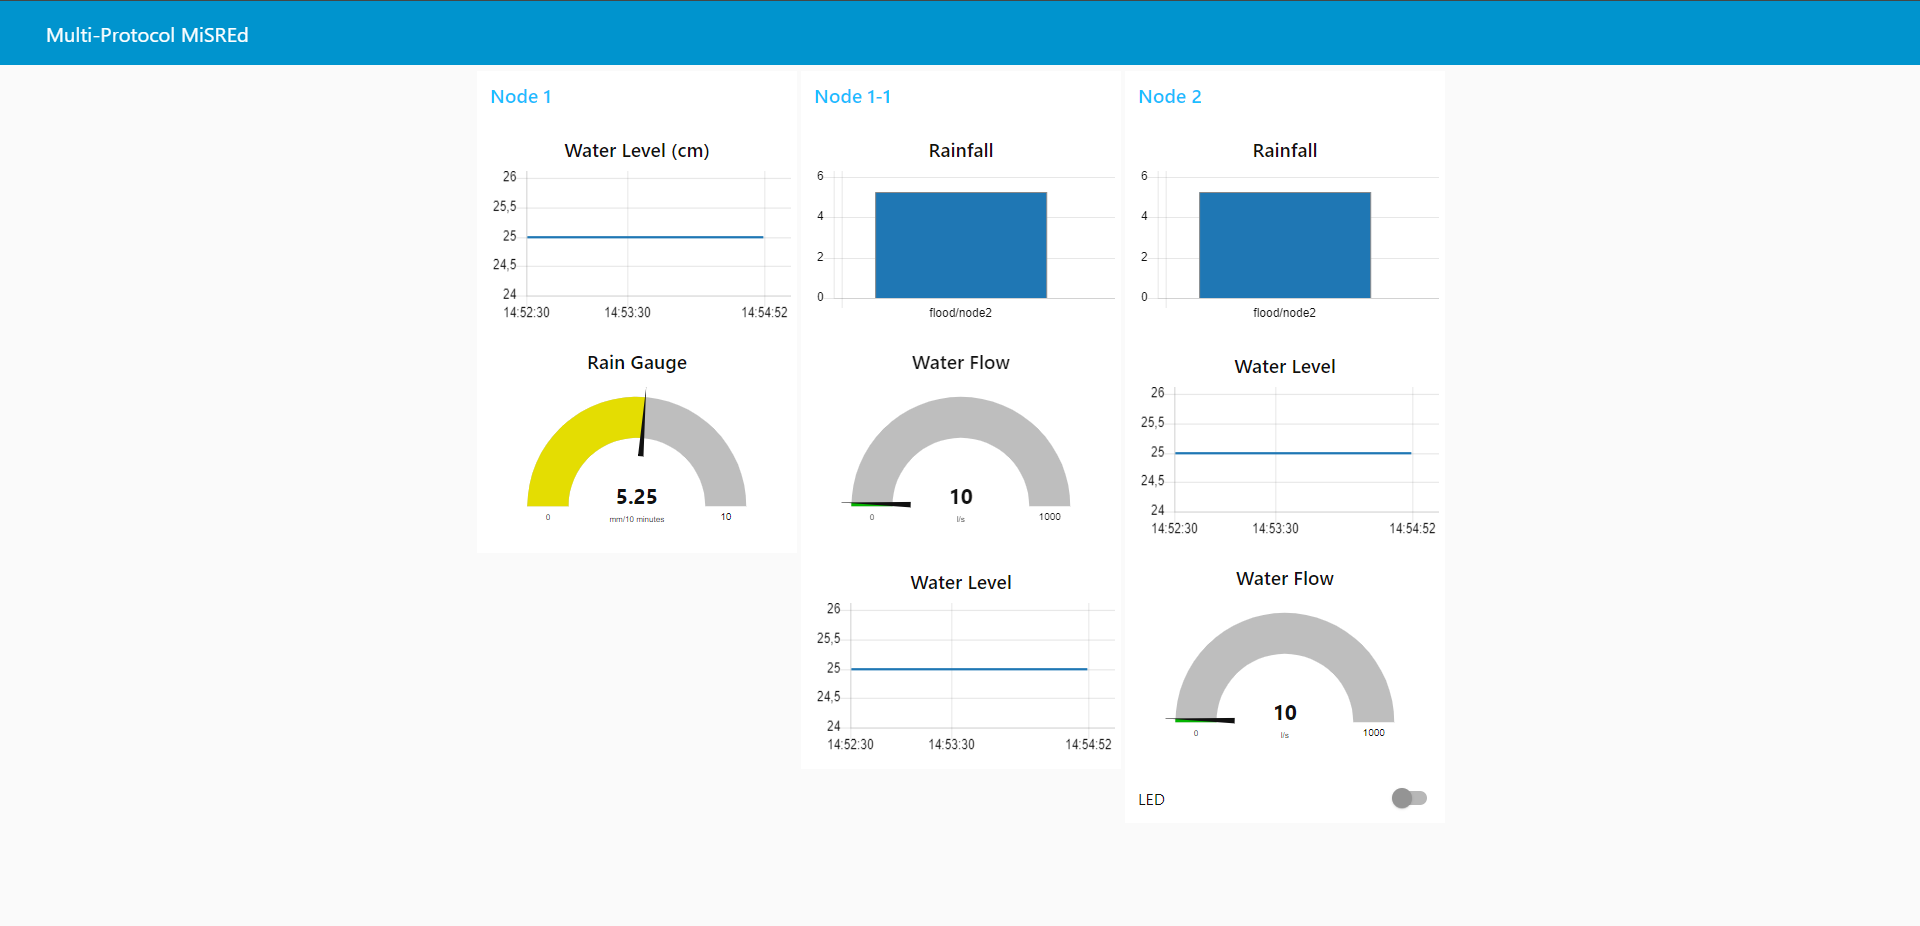 Multi-Protocol MiSREd
Node 1
Water Level (cm)
26
25,5
25
24,5
24
14:52:30 14:53:30 14:54:52
Rain Gauge
5.25
mm/10 minutes
0 10
Node 1-1
Rainfall
6
4
2
0
flood/node2
Water Flow
10
l/s
0 1000
Water Level
26
25,5
25
24,5
24
14:52:30 14:53:30 14:54:52
Node 2
Rainfall
6
4
2
0
flood/node2
Water Level
26
25,5
25
24,5
24
14:52:30 14:53:30 14:54:52
Water Flow
10
l/s
0 1000
LED